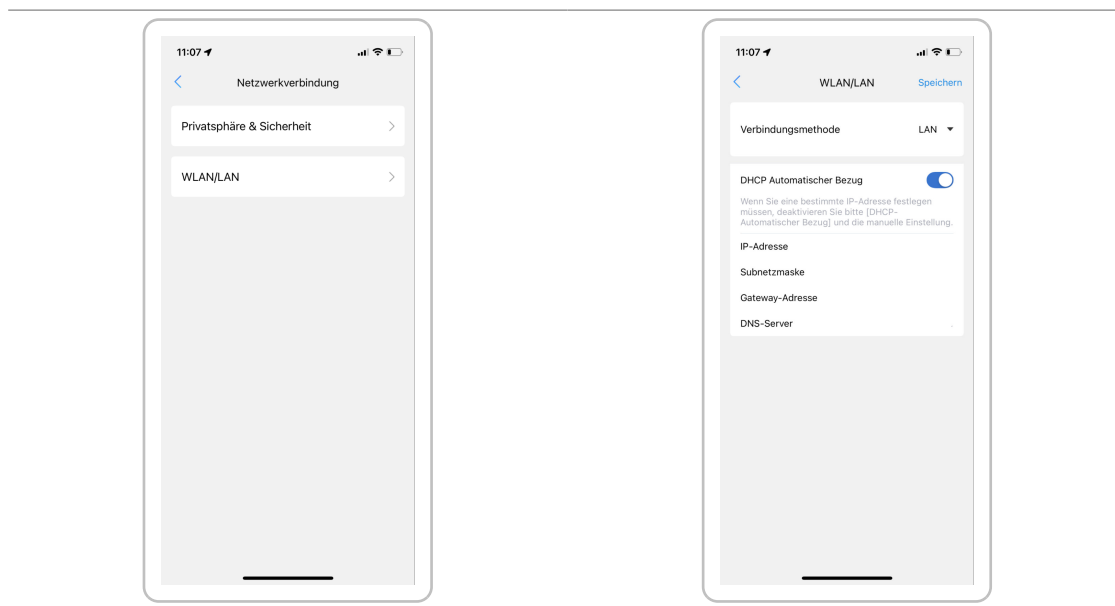 11:07
Netzwerkverbindung
Privatsphäre & Sicherheit
WLAN/LAN
11:07
WLAN/LAN Speichern
Verbindungsmethode LAN
DHCP Automatischer Bezug
Wenn Sie eine bestimmte IP-Adresse festlegen
müssen, deaktivieren Sie bitte [DHCP-
Automatischer Bezug] und die manuelle Einstellung.
IP-Adresse
Subnetzmaske
Gateway-Adresse
DNS-Server